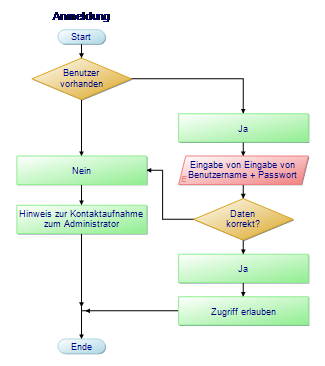 Anmeldung
Start
Benutzer
vorhanden
Ja
Nein
Eingabe von Eingabe von
Benutzername + Passwort
E
Hinweis zur Kontaktaufnahme
zum Administrator
Daten
korrekt?
Ja
Zugriff erlauben
Ende